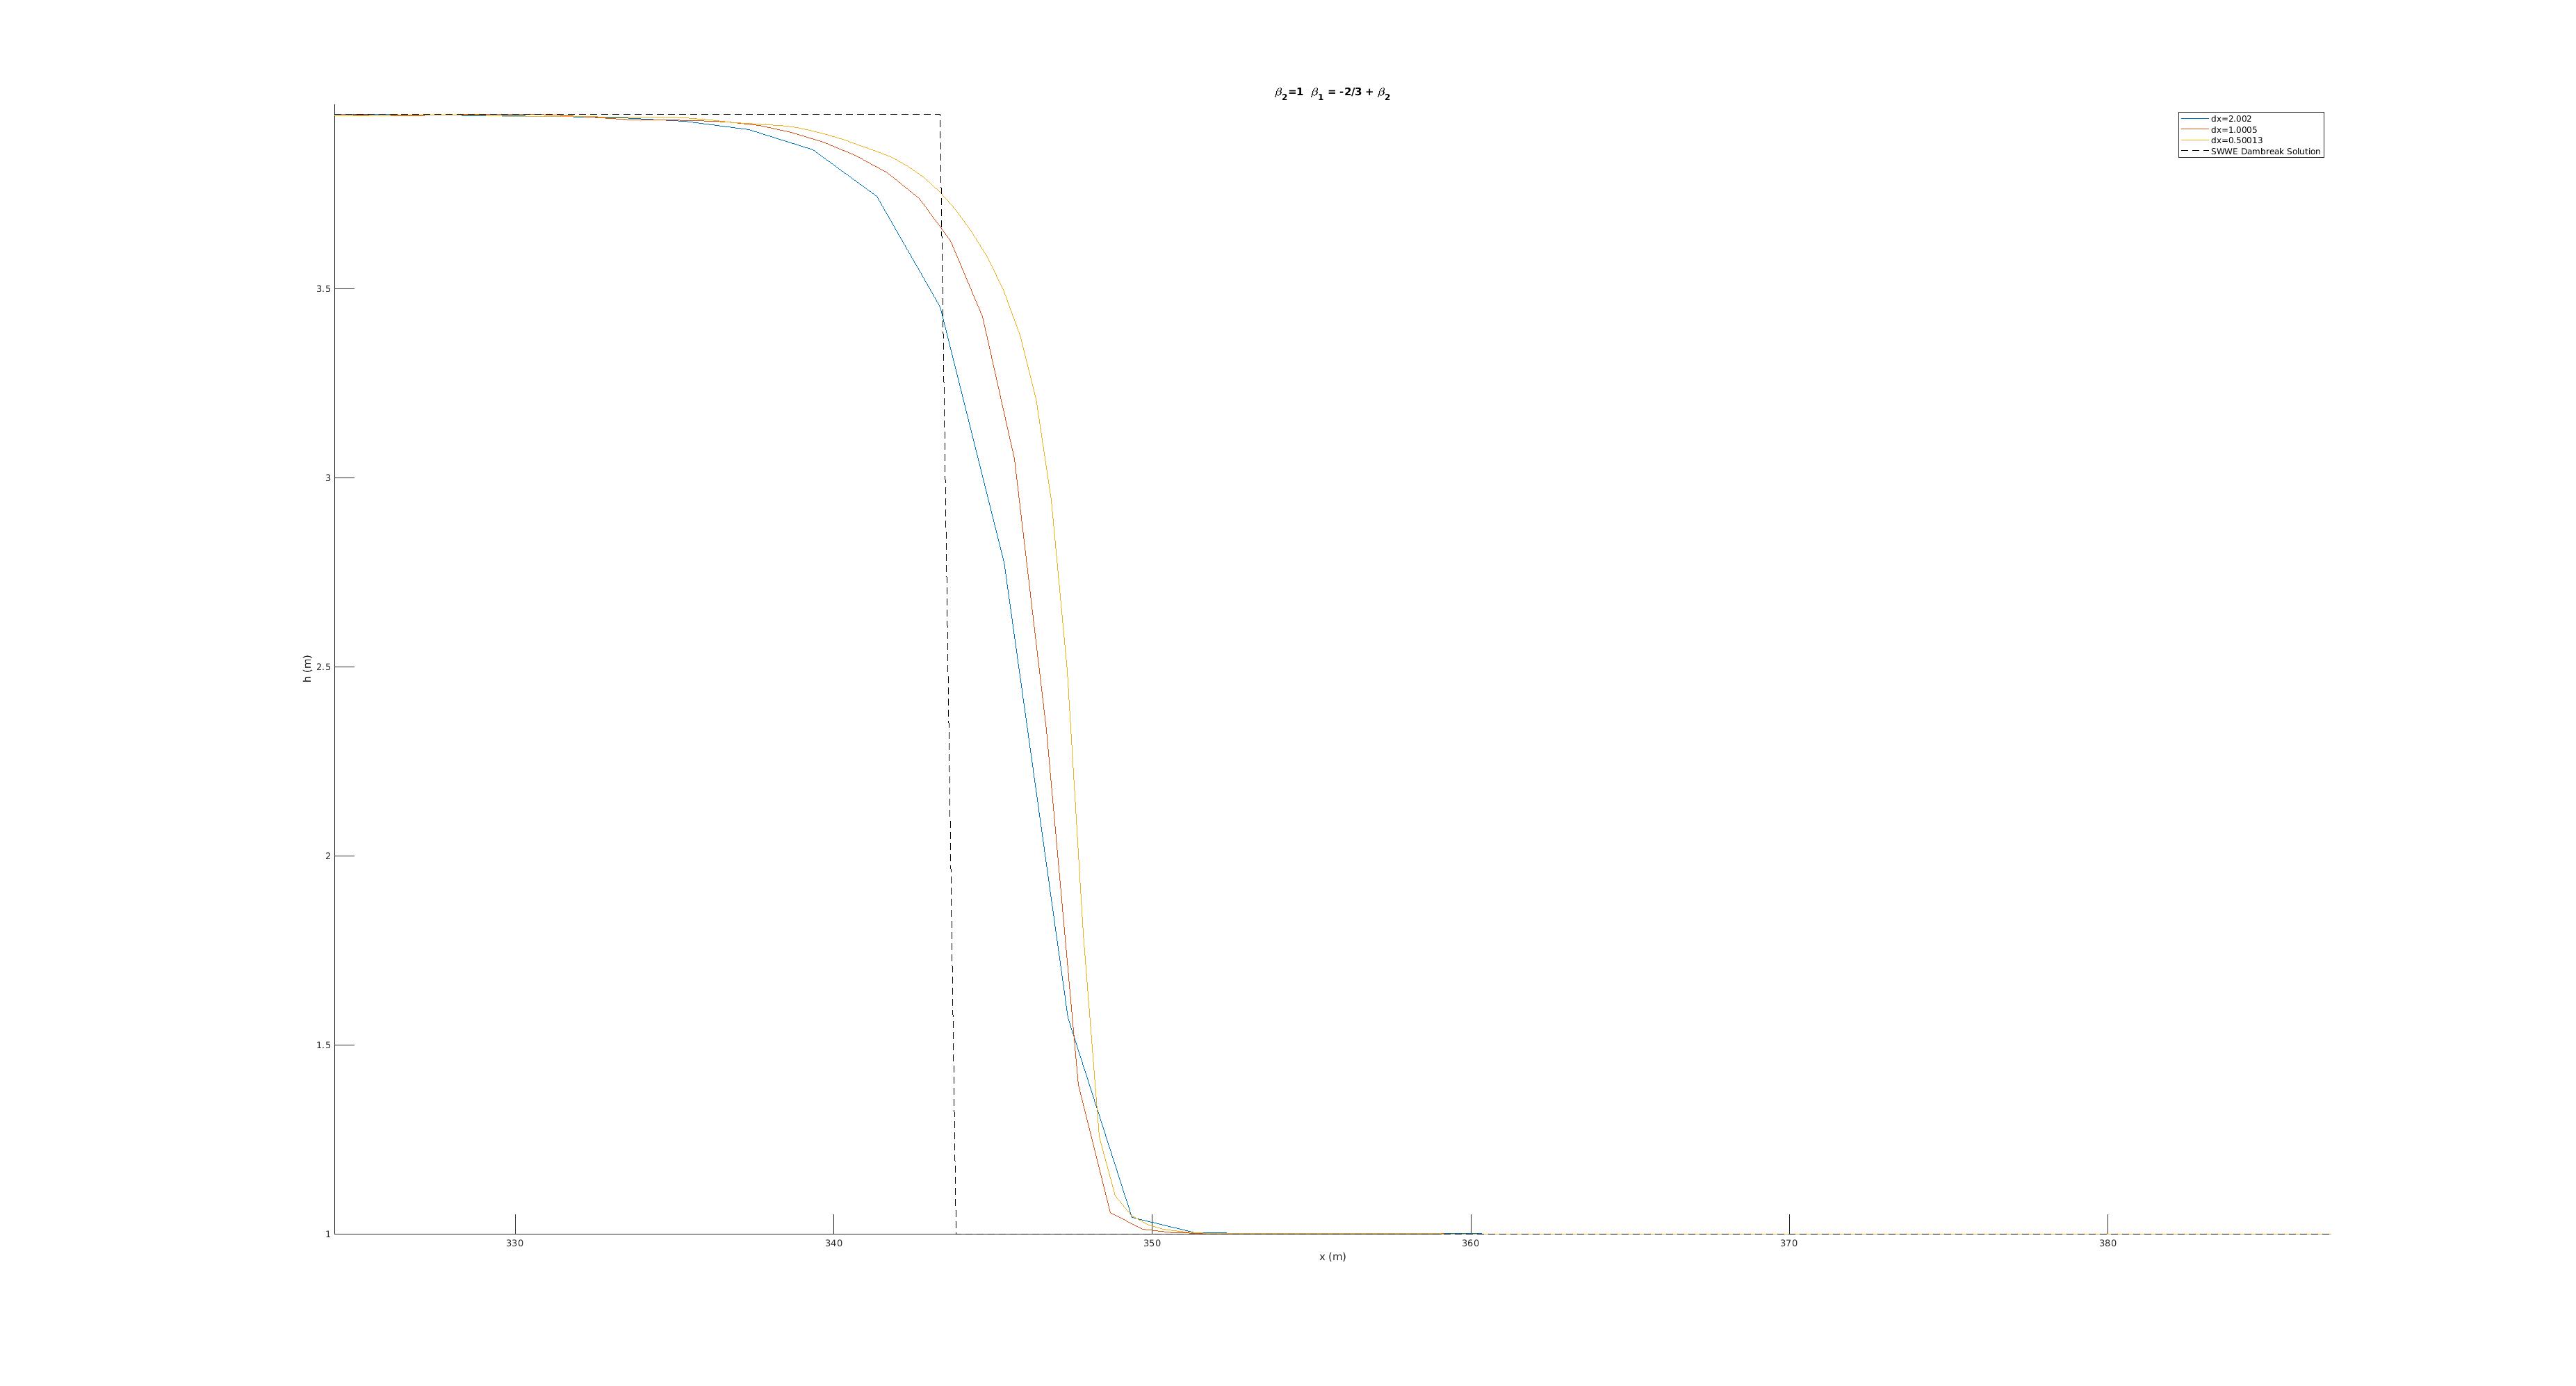 β2=1 β1 = -2/3 + β2
dx=2.002
dx=1.0005
dx=0.50013
SWWE Dambreak Solution
3.5
3
2.5
h (m)
2
1.5
1
330 340 350 360 370 380
x (m)